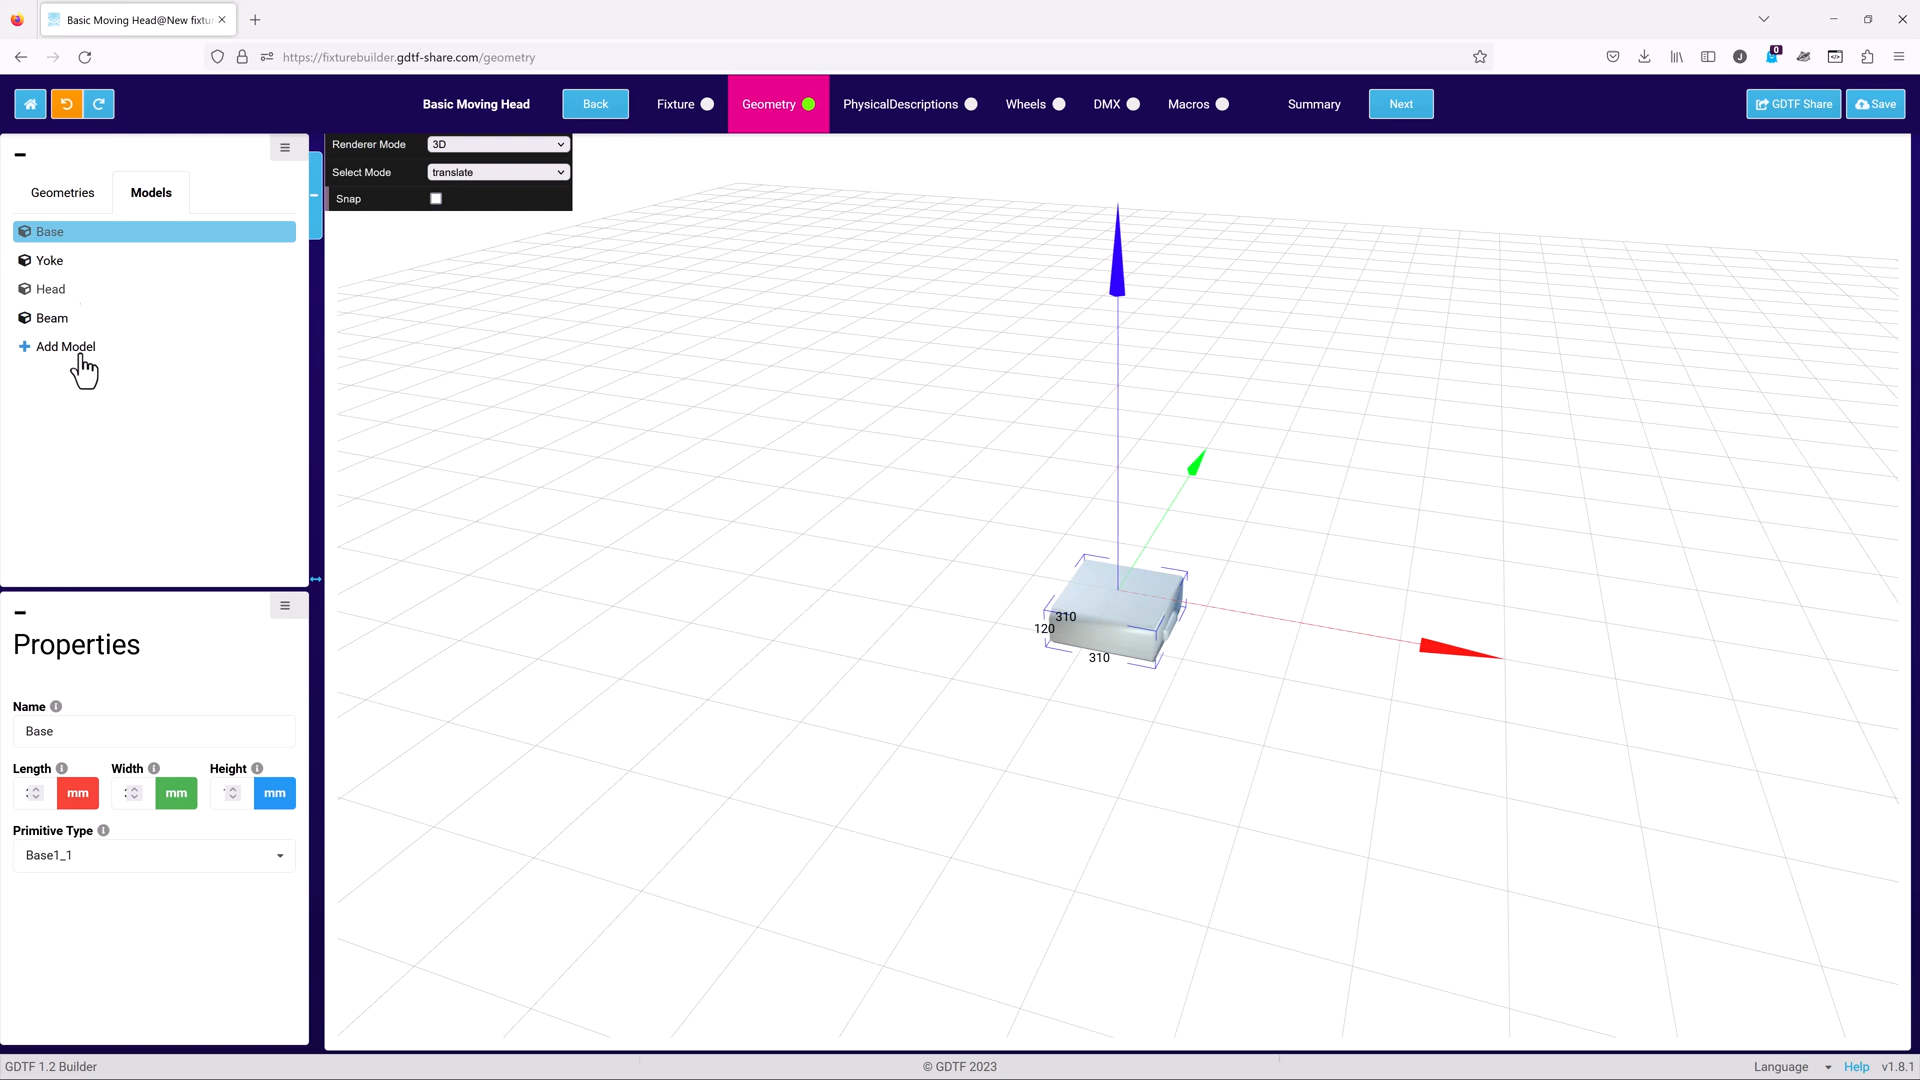 Basic Moving Head@New fixtur
https://fixturebuilder.gdtf-share.com/geometry
J
0
Basic Moving Head
Back
Fixture
Geometry
PhysicalDescriptions
Wheels
DMX
Macros
Summary
Next
GDTF Share
Save
Renderer Mode
3D
Select Mode
translate
Snap
Geometries
Models
Base
Yoke
Head
Beam
Add Model
310
120
310
Properties
Name
Base
Length
Width
Height
mm
mm
mm
Primitive Type
Base1_1
GDTF 1.2 Builder
© GDTF 2023
Language
Help
v1.8.1